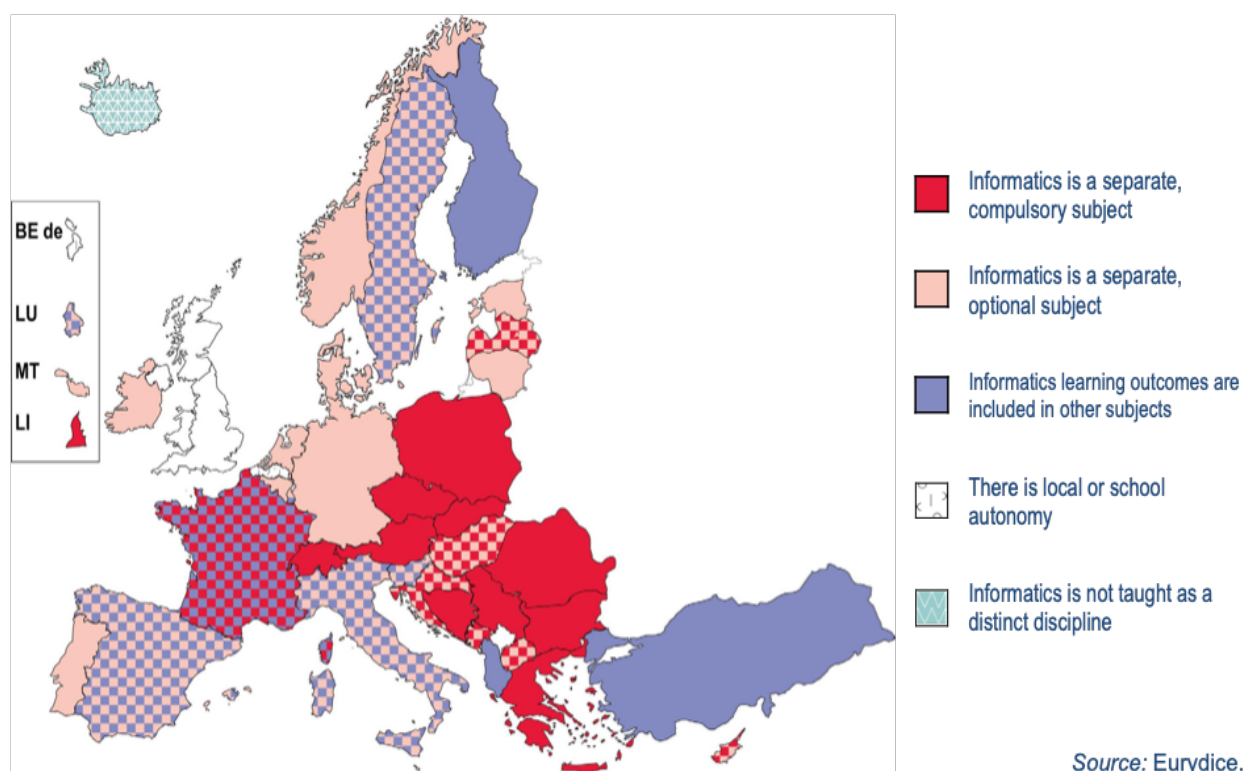 BE de
LU
MT
LI
Informatics is a separate,
compulsory subject
Informatics is a separate,
optional subject
Informatics learning outcomes are
included in other subjects
There is local or school
autonomy
Informatics is not taught as a
distinct discipline
Source: Eurydice.